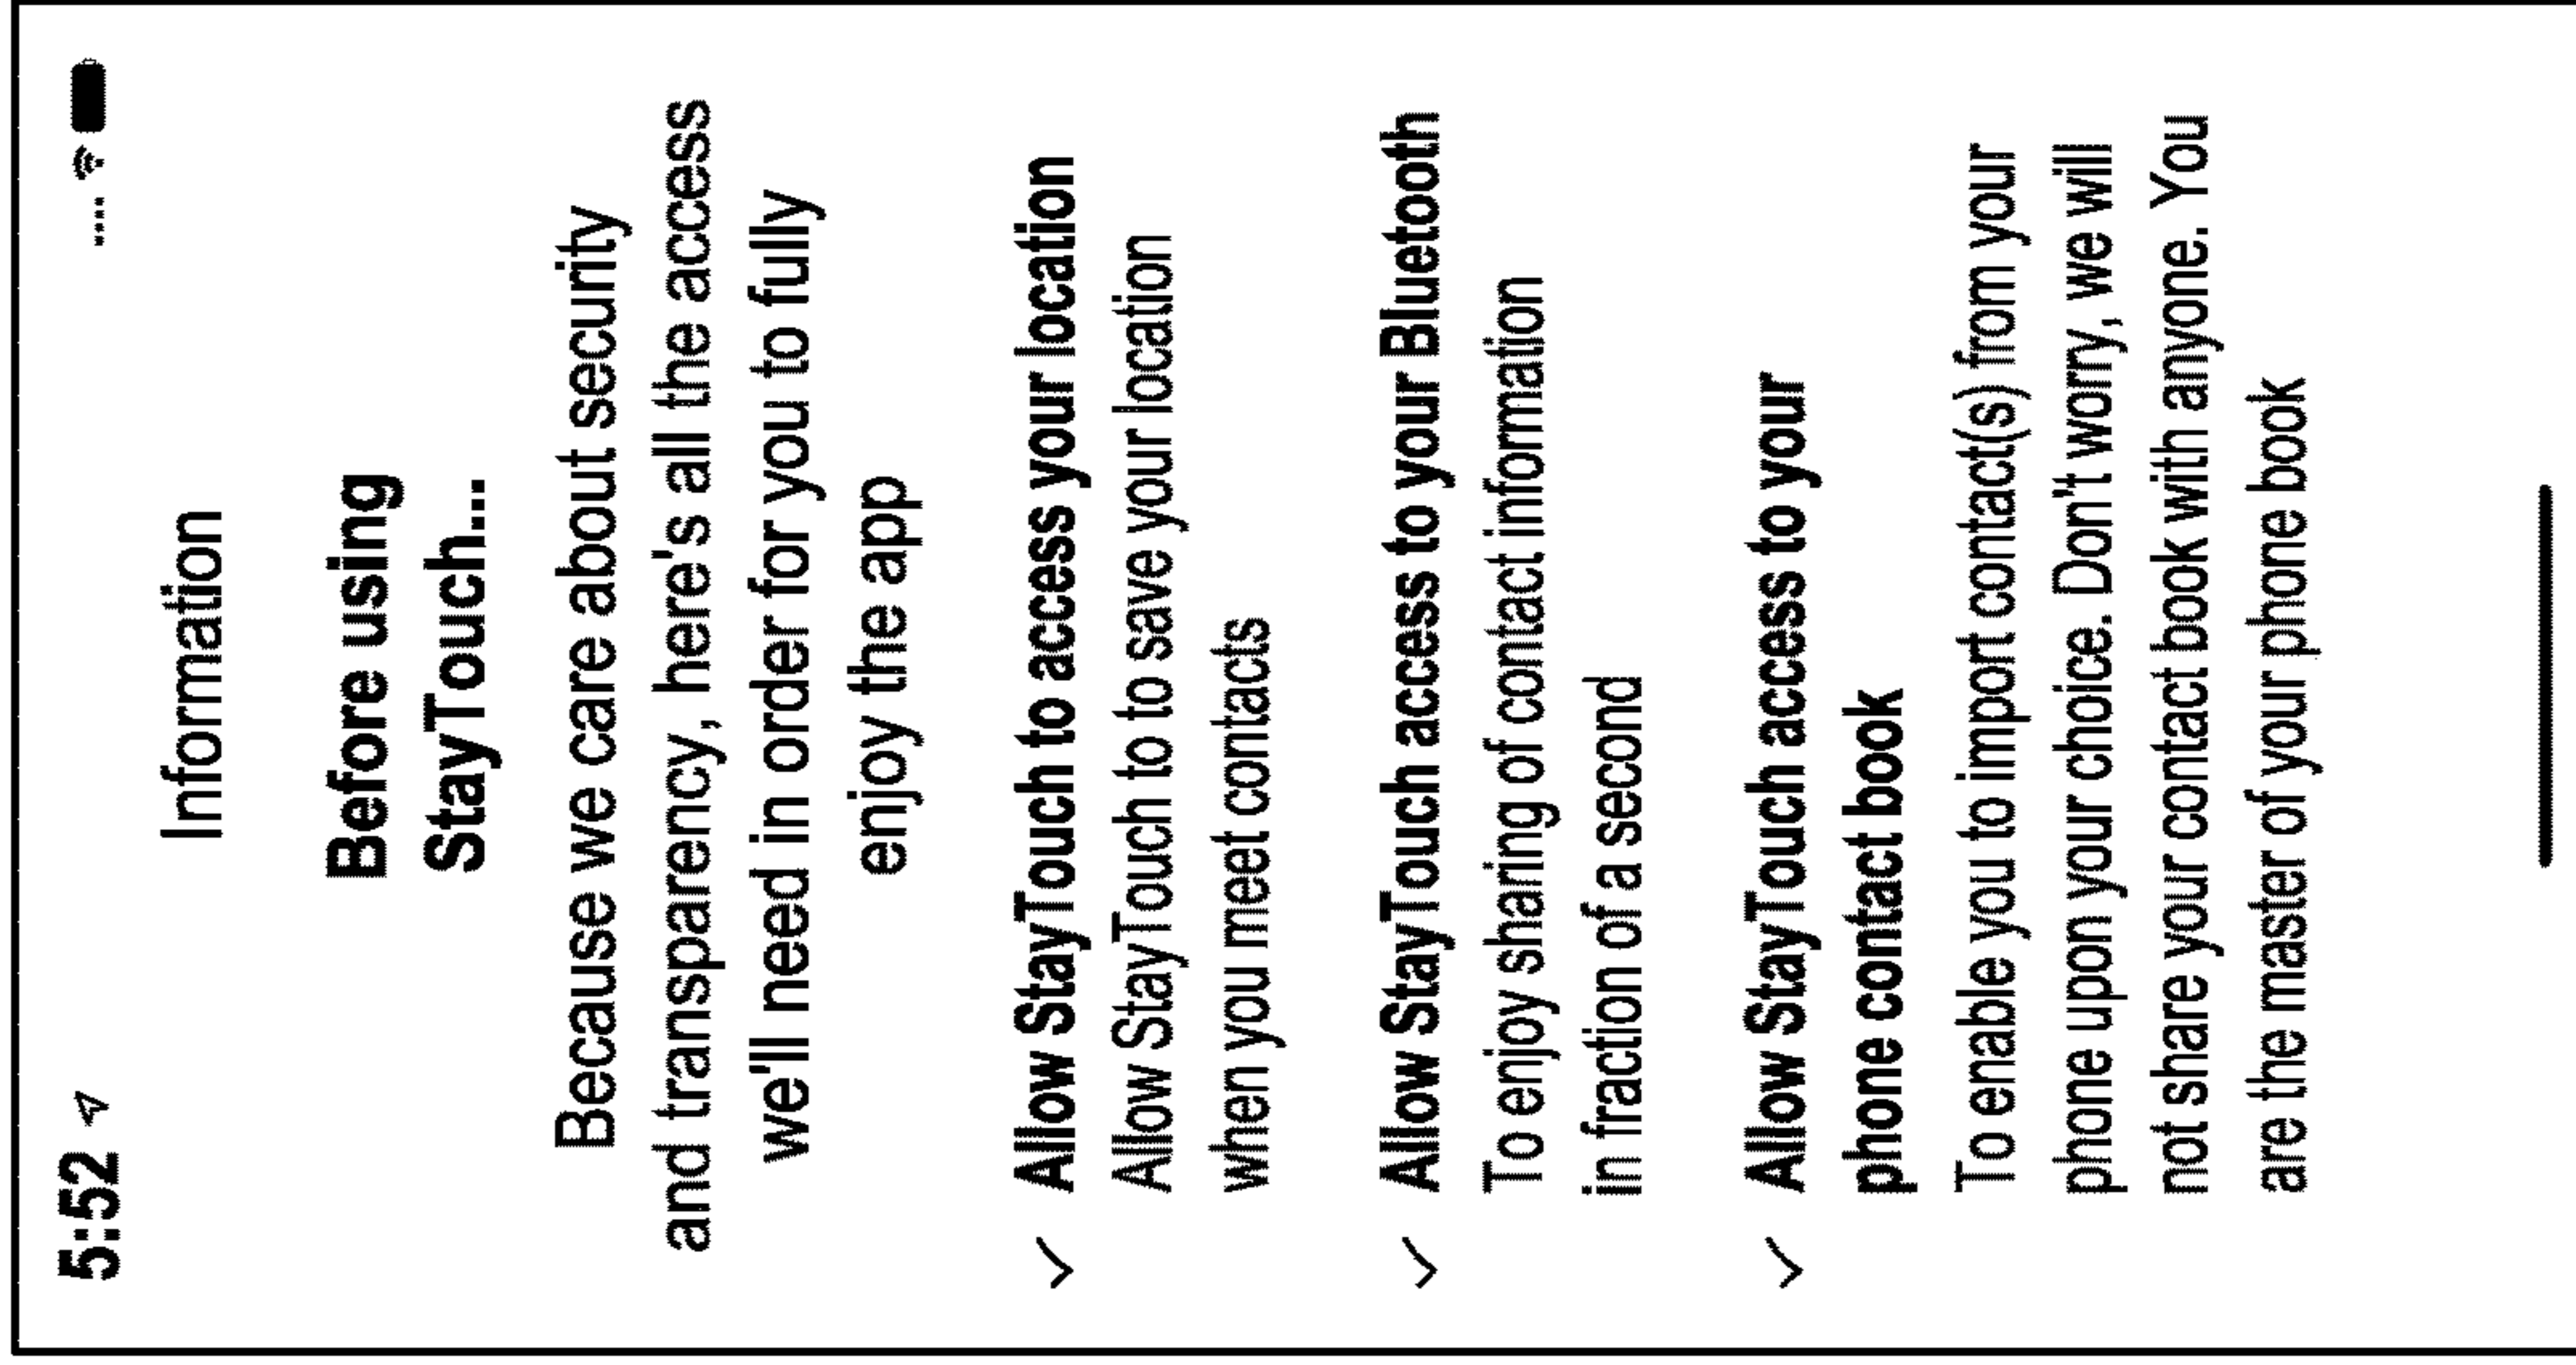 5:52
Information
Before using
StayTouch...
Because we care about security
and transparency, here's all the access
we'll need in order for you to fully
enjoy the app
Allow StayTouch to access your location
Allow StayTouch to to save your location
when you meet contacts
Allow StayTouch access to your Bluetooth
To enjoy sharing of contact information
in fraction of a second
Allow StayTouch access to your
phone contact book
To enable you to import contact(s) from your
phone upon your choice. Don't worry, we will
not share your contact book with anyone. You
are the master of your phone book